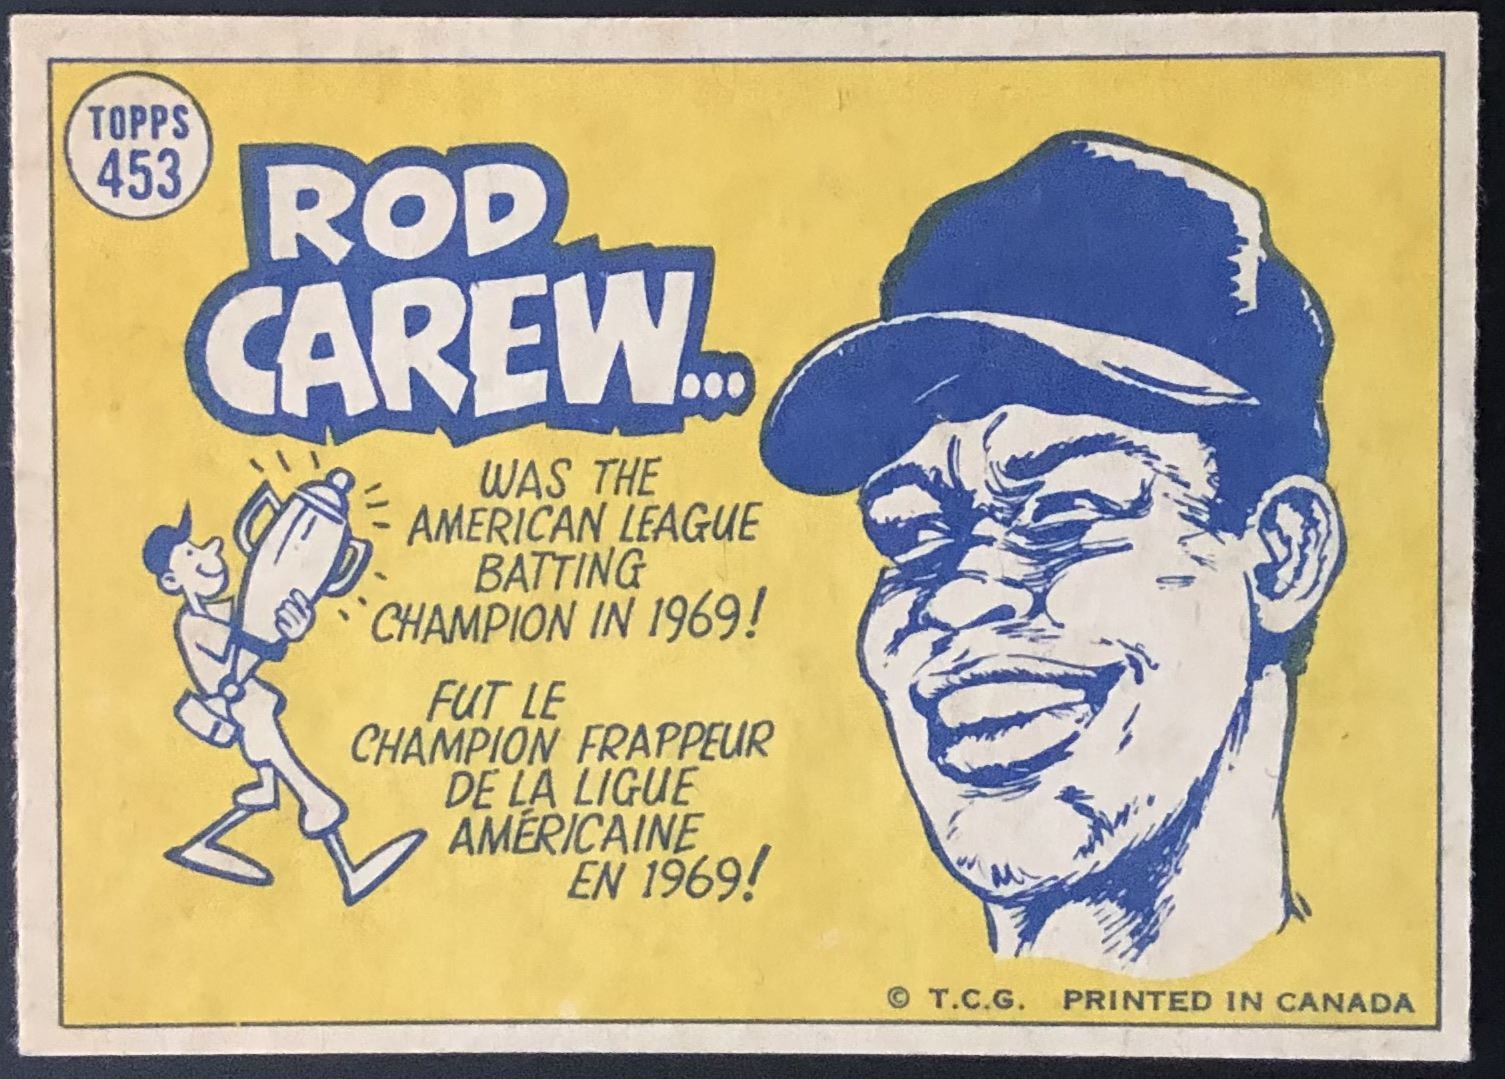 TOPPS
453
ROD
CAREW...
WAS THE
AMERICAN LEAGUE
BATTING
CHAMPION IN 1969!
FUT LE
CHAMPION FRAPPEUR
DE LA LIGUE
AMÉRICAINE
EN 1969!
© T.C.G. PRINTED IN CANADA